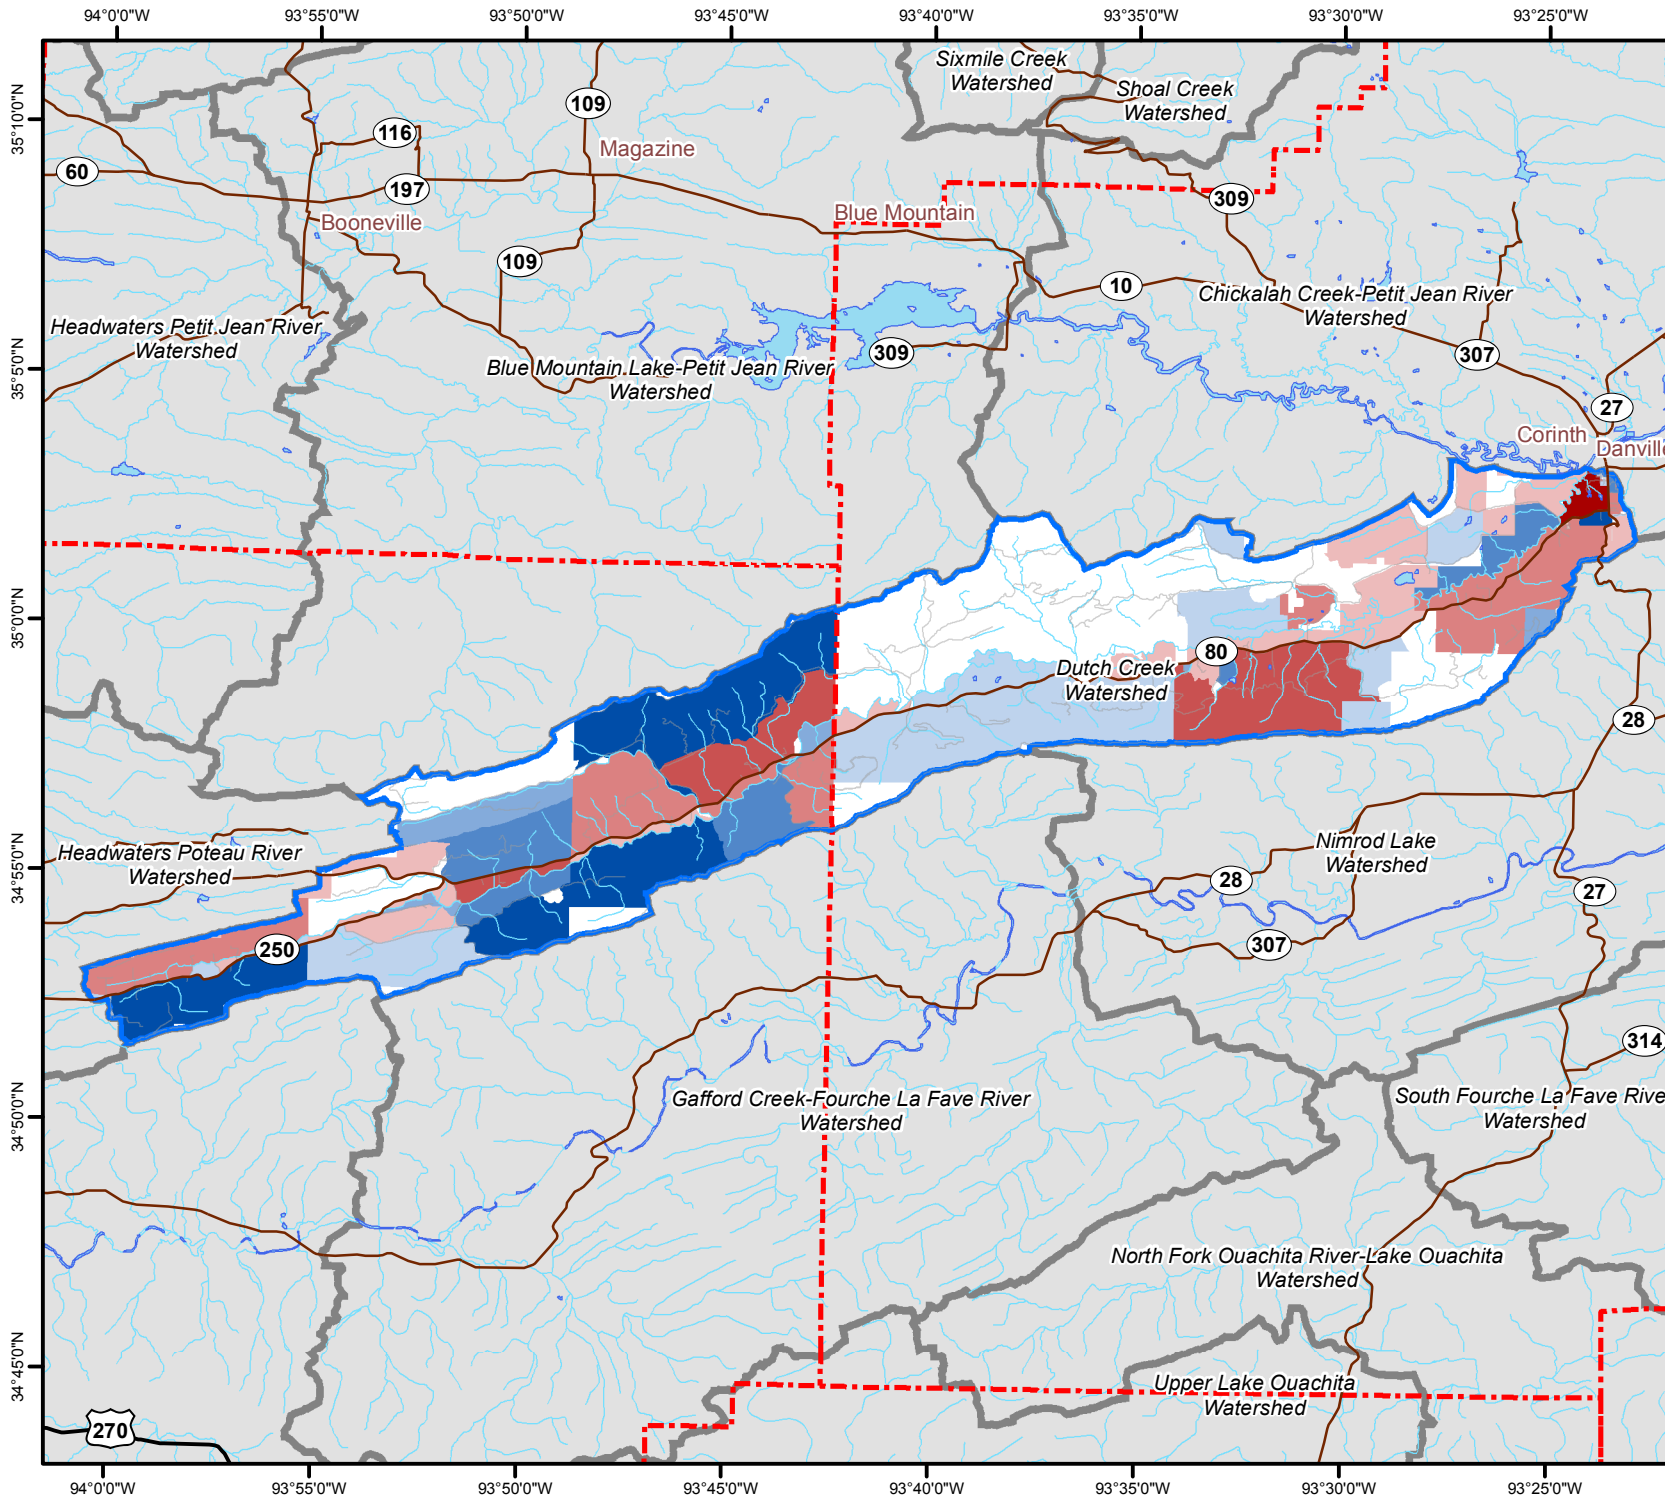 94°0'0"W 93°55'0"W 93°50'0"W 93°45'0"W 93°40'0"W 93°35'0"W 93°30'0"W 93°25'0"W
Sixmile Creek
Watershed
Shoal Creek
Watershed
109
116
35°10'0"N
Magazine
60
197
309
Booneville
Blue Mountain
109
10
Chickalah Creek-Petit Jean River
Watershed
Headwaters Petit Jean River
Watershed
309
307
35°5'0"N
Blue Mountain Lake-Petit Jean River
Watershed
27
Corinth
Danville
35°0'0"N
80
Dutch Creek
Watershed
28
Nimrod Lake
Watershed
Headwaters Poteau River
Watershed
34°55'0"N
28
27
250
307
314
Gafford Creek-Fourche La Fave River
Watershed
South Fourche La Fave Rive
Watershed
34°50'0"N
North Fork Ouachita River-Lake Ouachita
Watershed
34°45'0"N
Upper Lake Ouachita
Watershed
270
94°0'0"W 93°55'0"W 93°50'0"W 93°45'0"W 93°40'0"W 93°35'0"W 93°30'0"W 93°25'0"W